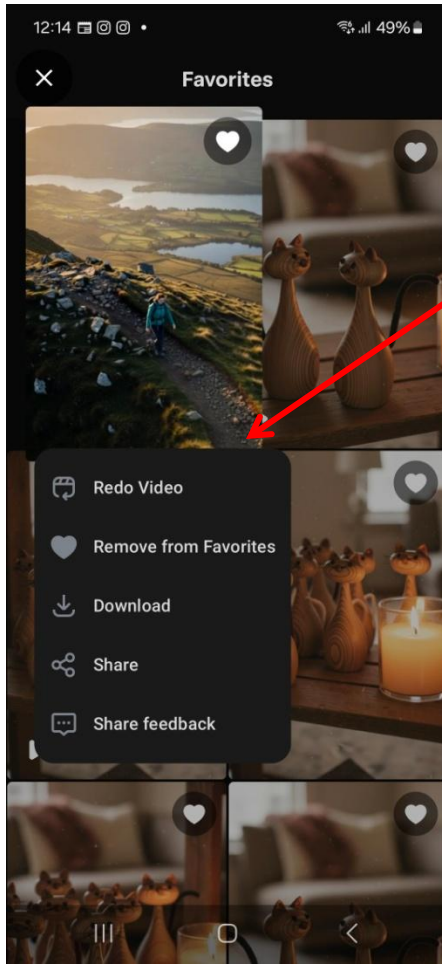 12:14
49%
Favorites
Redo Video
Remove from Favorites
Download
Share
Share feedback